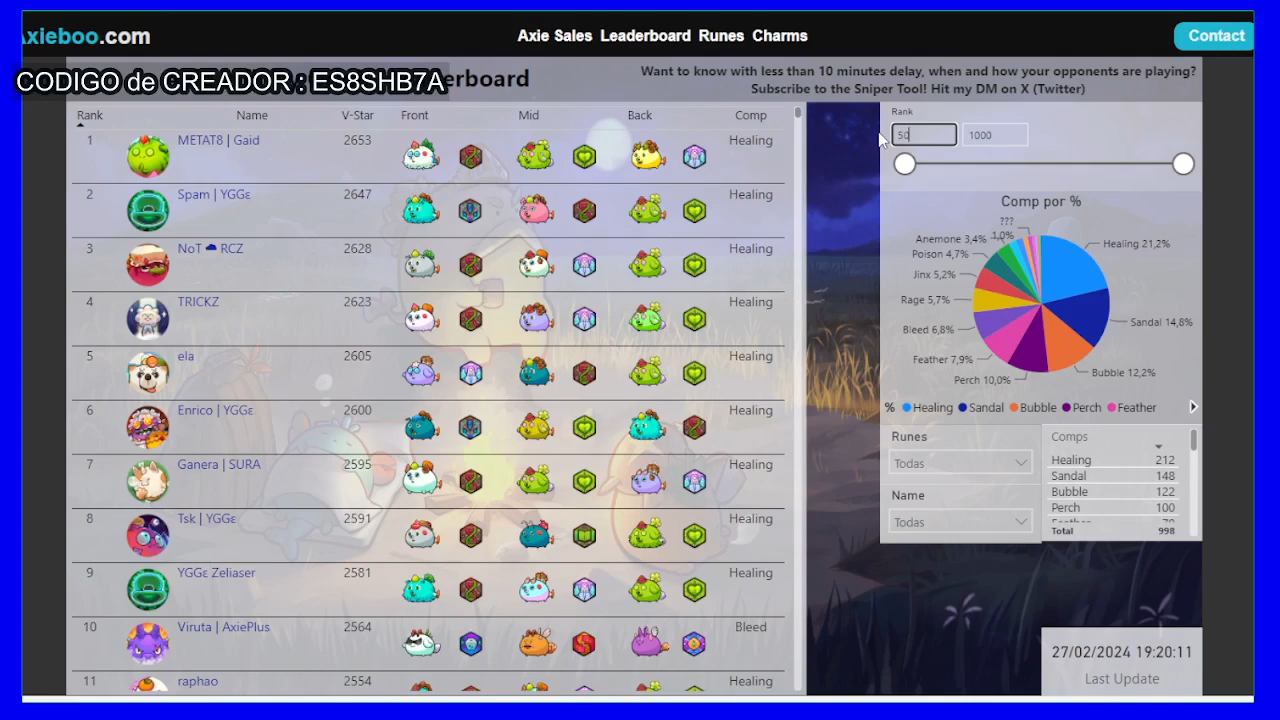 Axieboo.com
Axie Sales Leaderboard Runes Charms
Contact
CODIGO de CREADOR : ES8SHB7A
Want to know with less than 10 minutes delay, when and how your opponents are playing?
Subscribe to the Sniper Tool! Hit my DM on X (Twitter)
Rank Name V-Star Front Mid Back Comp
1 METAT8 | Gaid 2653 Healing
2 Spam | YGGε 2647 Healing
3 NoT RCZ 2628 Healing
4 TRICKZ 2623 Healing
5 ela 2605 Healing
6 Enrico | YGGε 2600 Healing
7 Ganera | SURA 2595 Healing
8 Tsk | YGGε 2591 Healing
9 YGGε Zeliaser 2581 Healing
10 Viruta | AxiePlus 2564 Bleed
11 raphao 2554 Healing
Rank
50 1000
Comp por %
???
1,0%
Anemone 3,4%
Healing 21,2%
Poison 4,7%
Jinx 5,2%
Rage 5,7%
Sandal 14,8%
Bleed 6,8%
Feather 7,9%
Bubble 12,2%
Perch 10,0%
% Healing Sandal Bubble Perch Feather
Runes
Todas
Name
Todas
Comps
Healing 212
Sandal 148
Bubble 122
Perch 100
Feather 79
Total 998
27/02/2024 19:20:11
Last Update